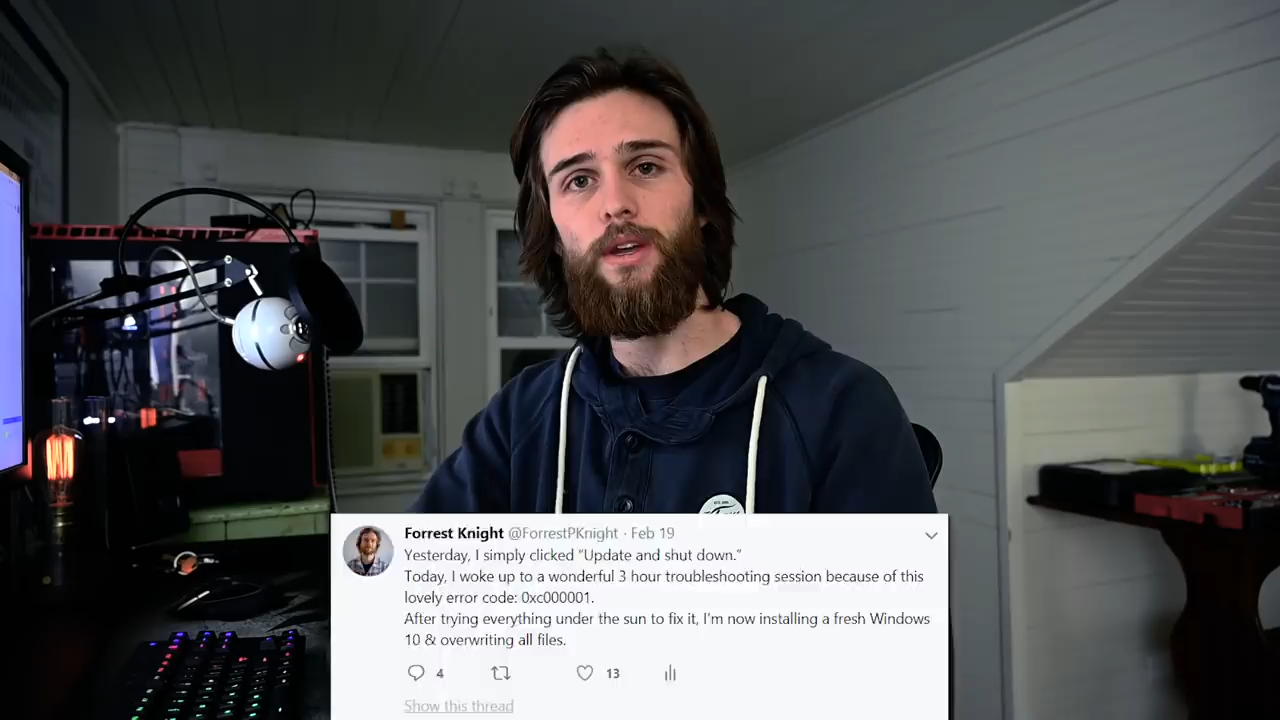 Forrest Knight @ForrestPKnight · Feb 19
Yesterday, I simply clicked “Update and shut down.”
Today, I woke up to a wonderful 3 hour troubleshooting session because of this
lovely error code: 0xc000001.
After trying everything under the sun to fix it, I’m now installing a fresh Windows
10 & overwriting all files.
4 13
Show this thread